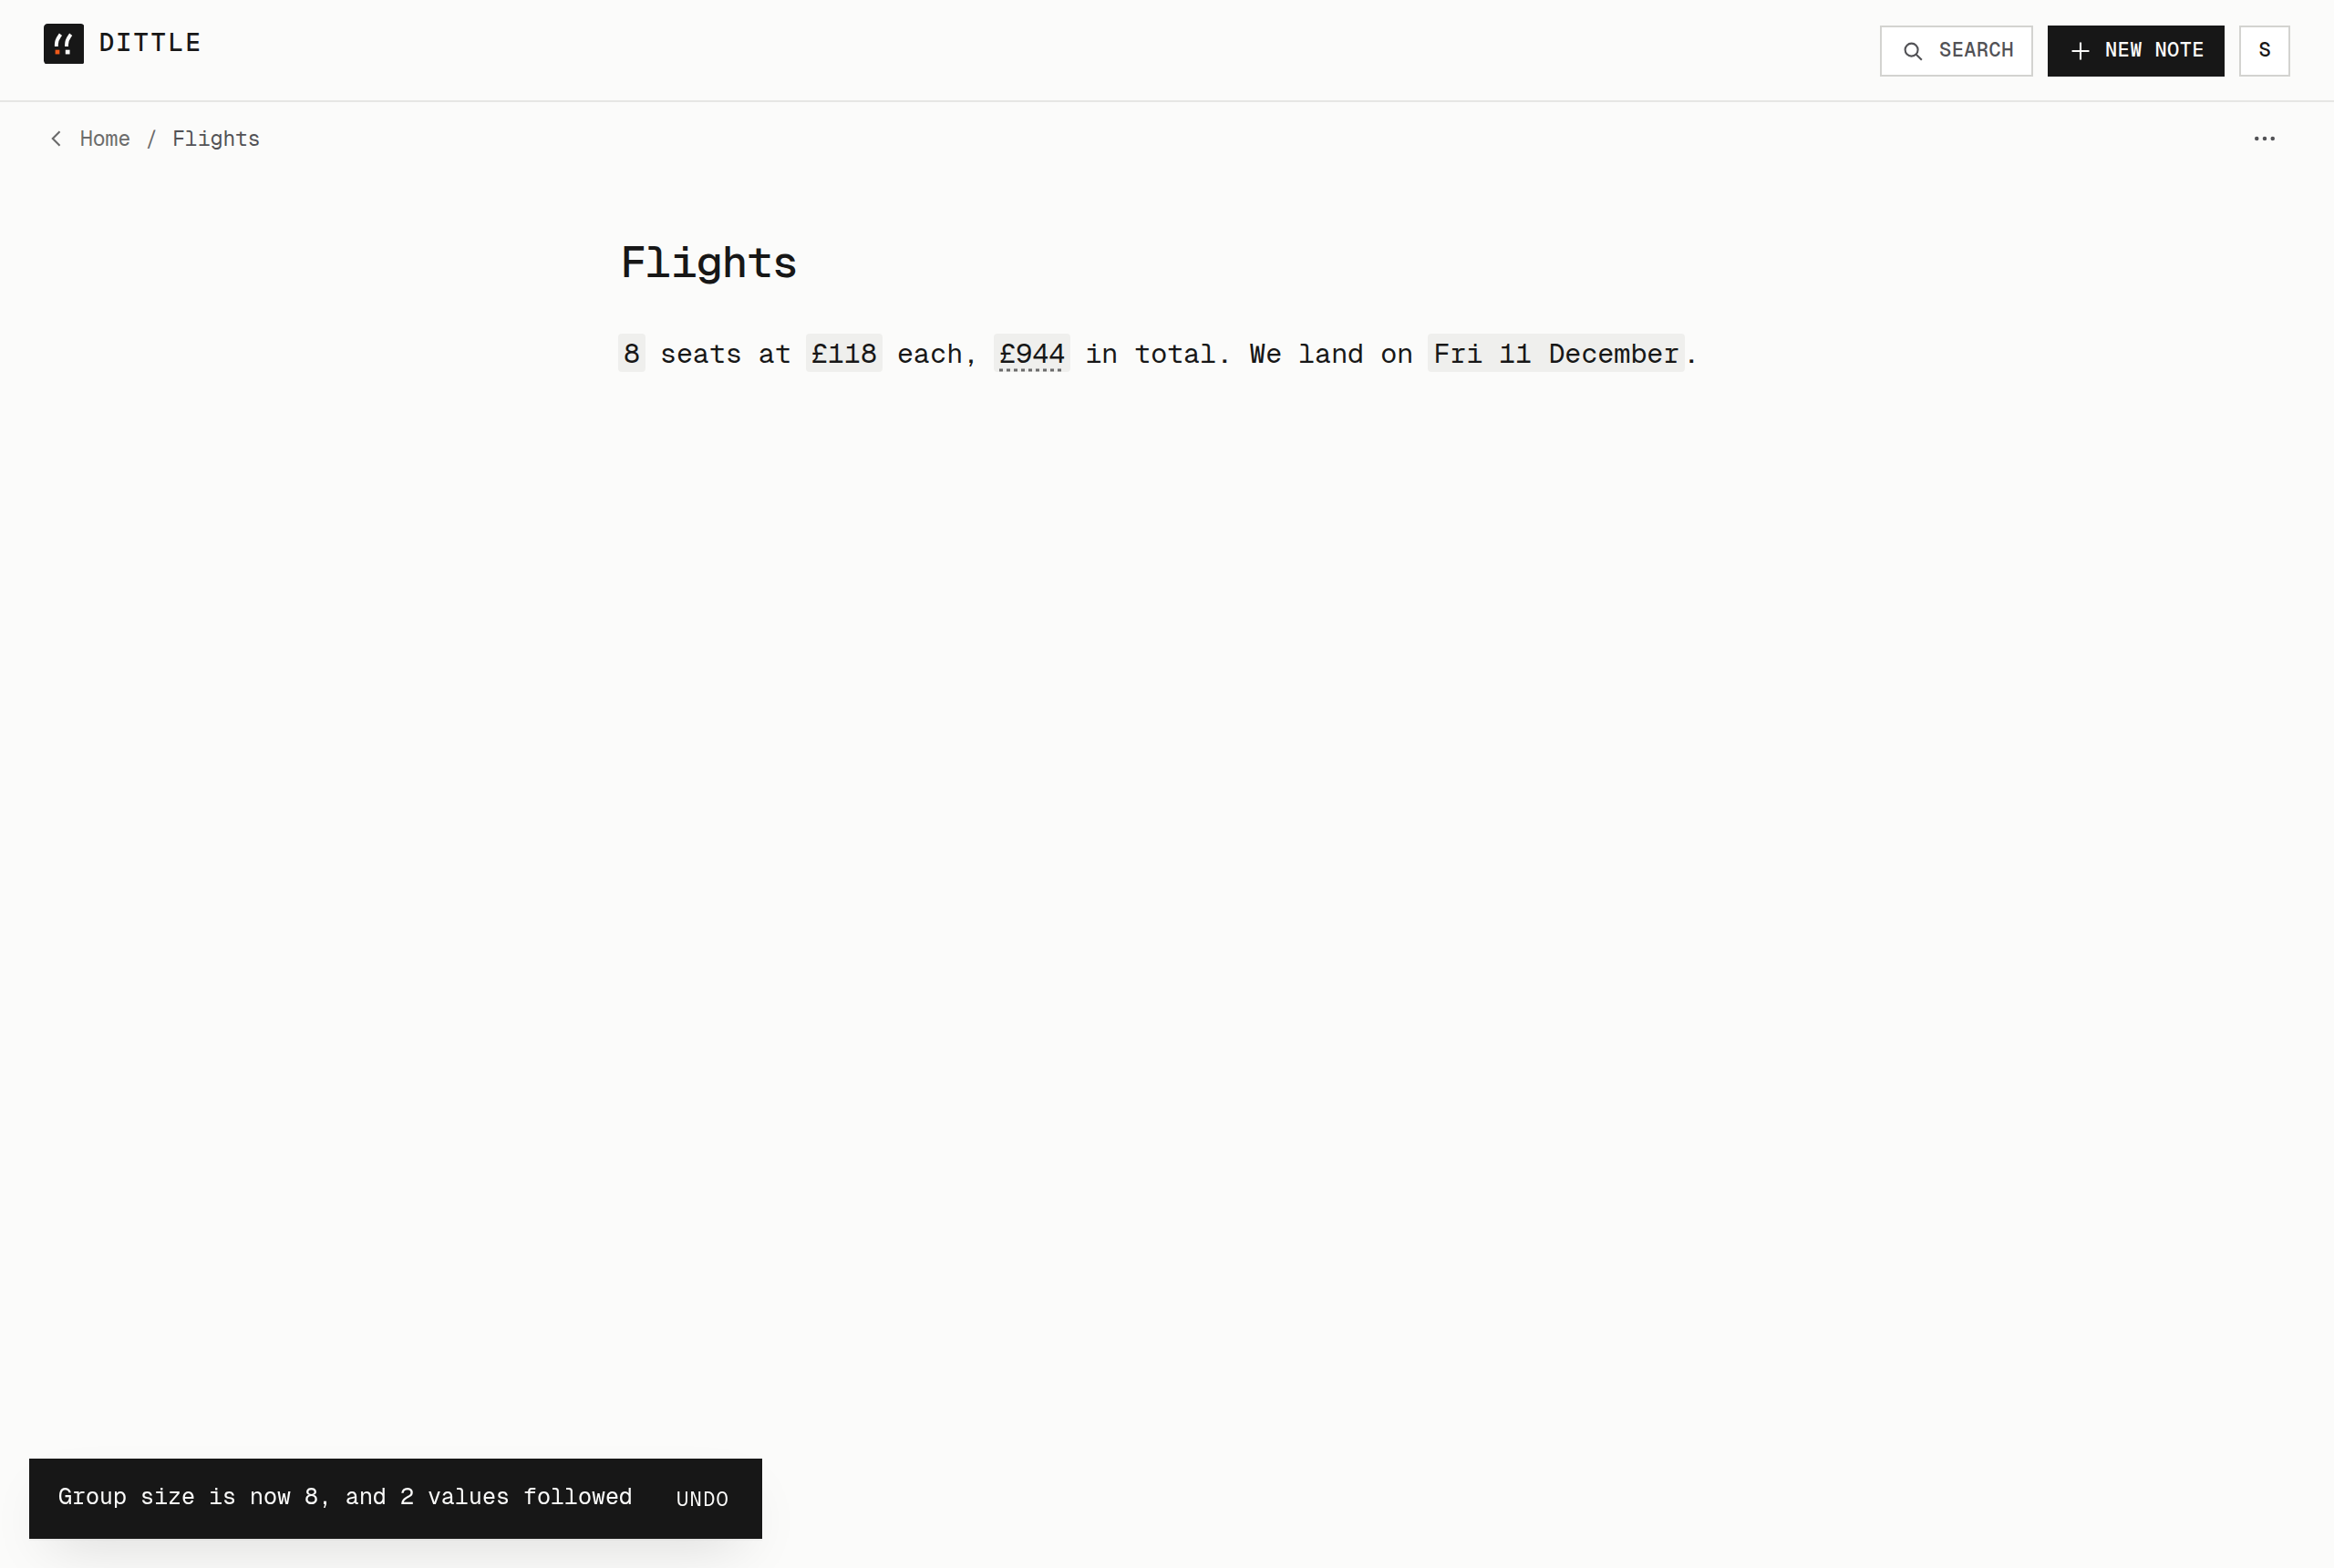 DITTLE
SEARCH
NEW NOTE
S
Home / Flights
Flights
8 seats at £118 each, £944 in total. We land on Fri 11 December.
Group size is now 8, and 2 values followed UNDO